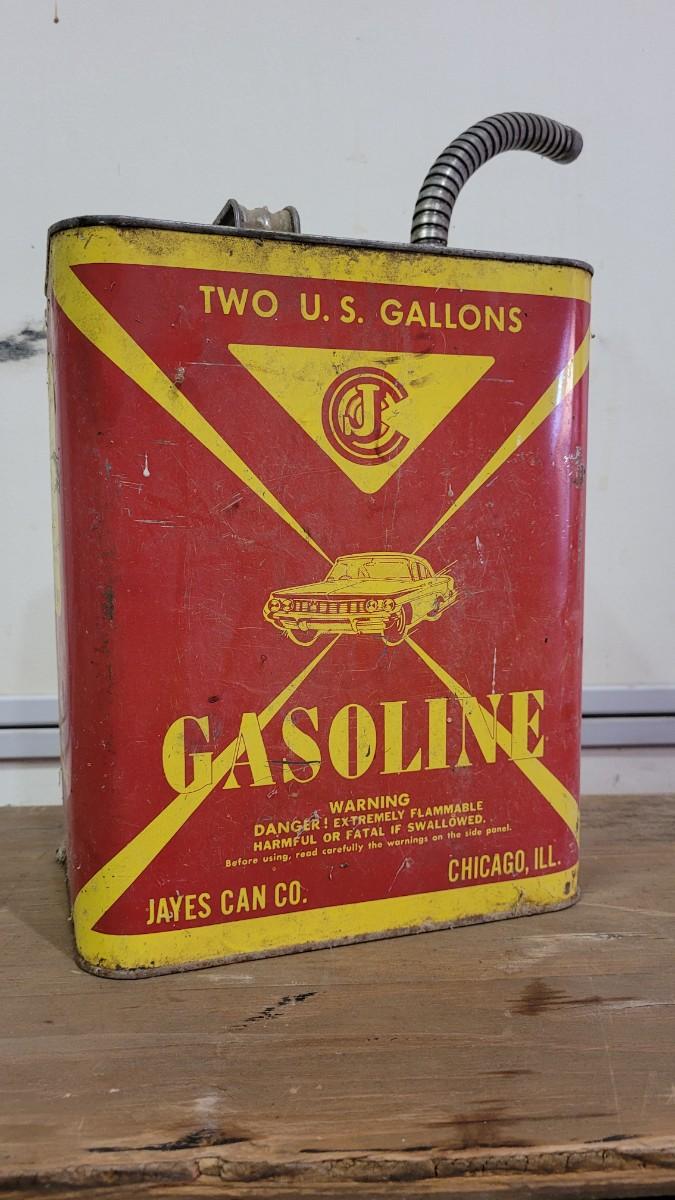 TWO U.S. GALLONS
JCC
GASOLINE
WARNING
DANGER! EXTREMELY FLAMMABLE
HARMFUL OR FATAL IF SWALLOWED.
Before using, read carefully the warnings on the side panel.
JAYES CAN CO. CHICAGO, ILL.